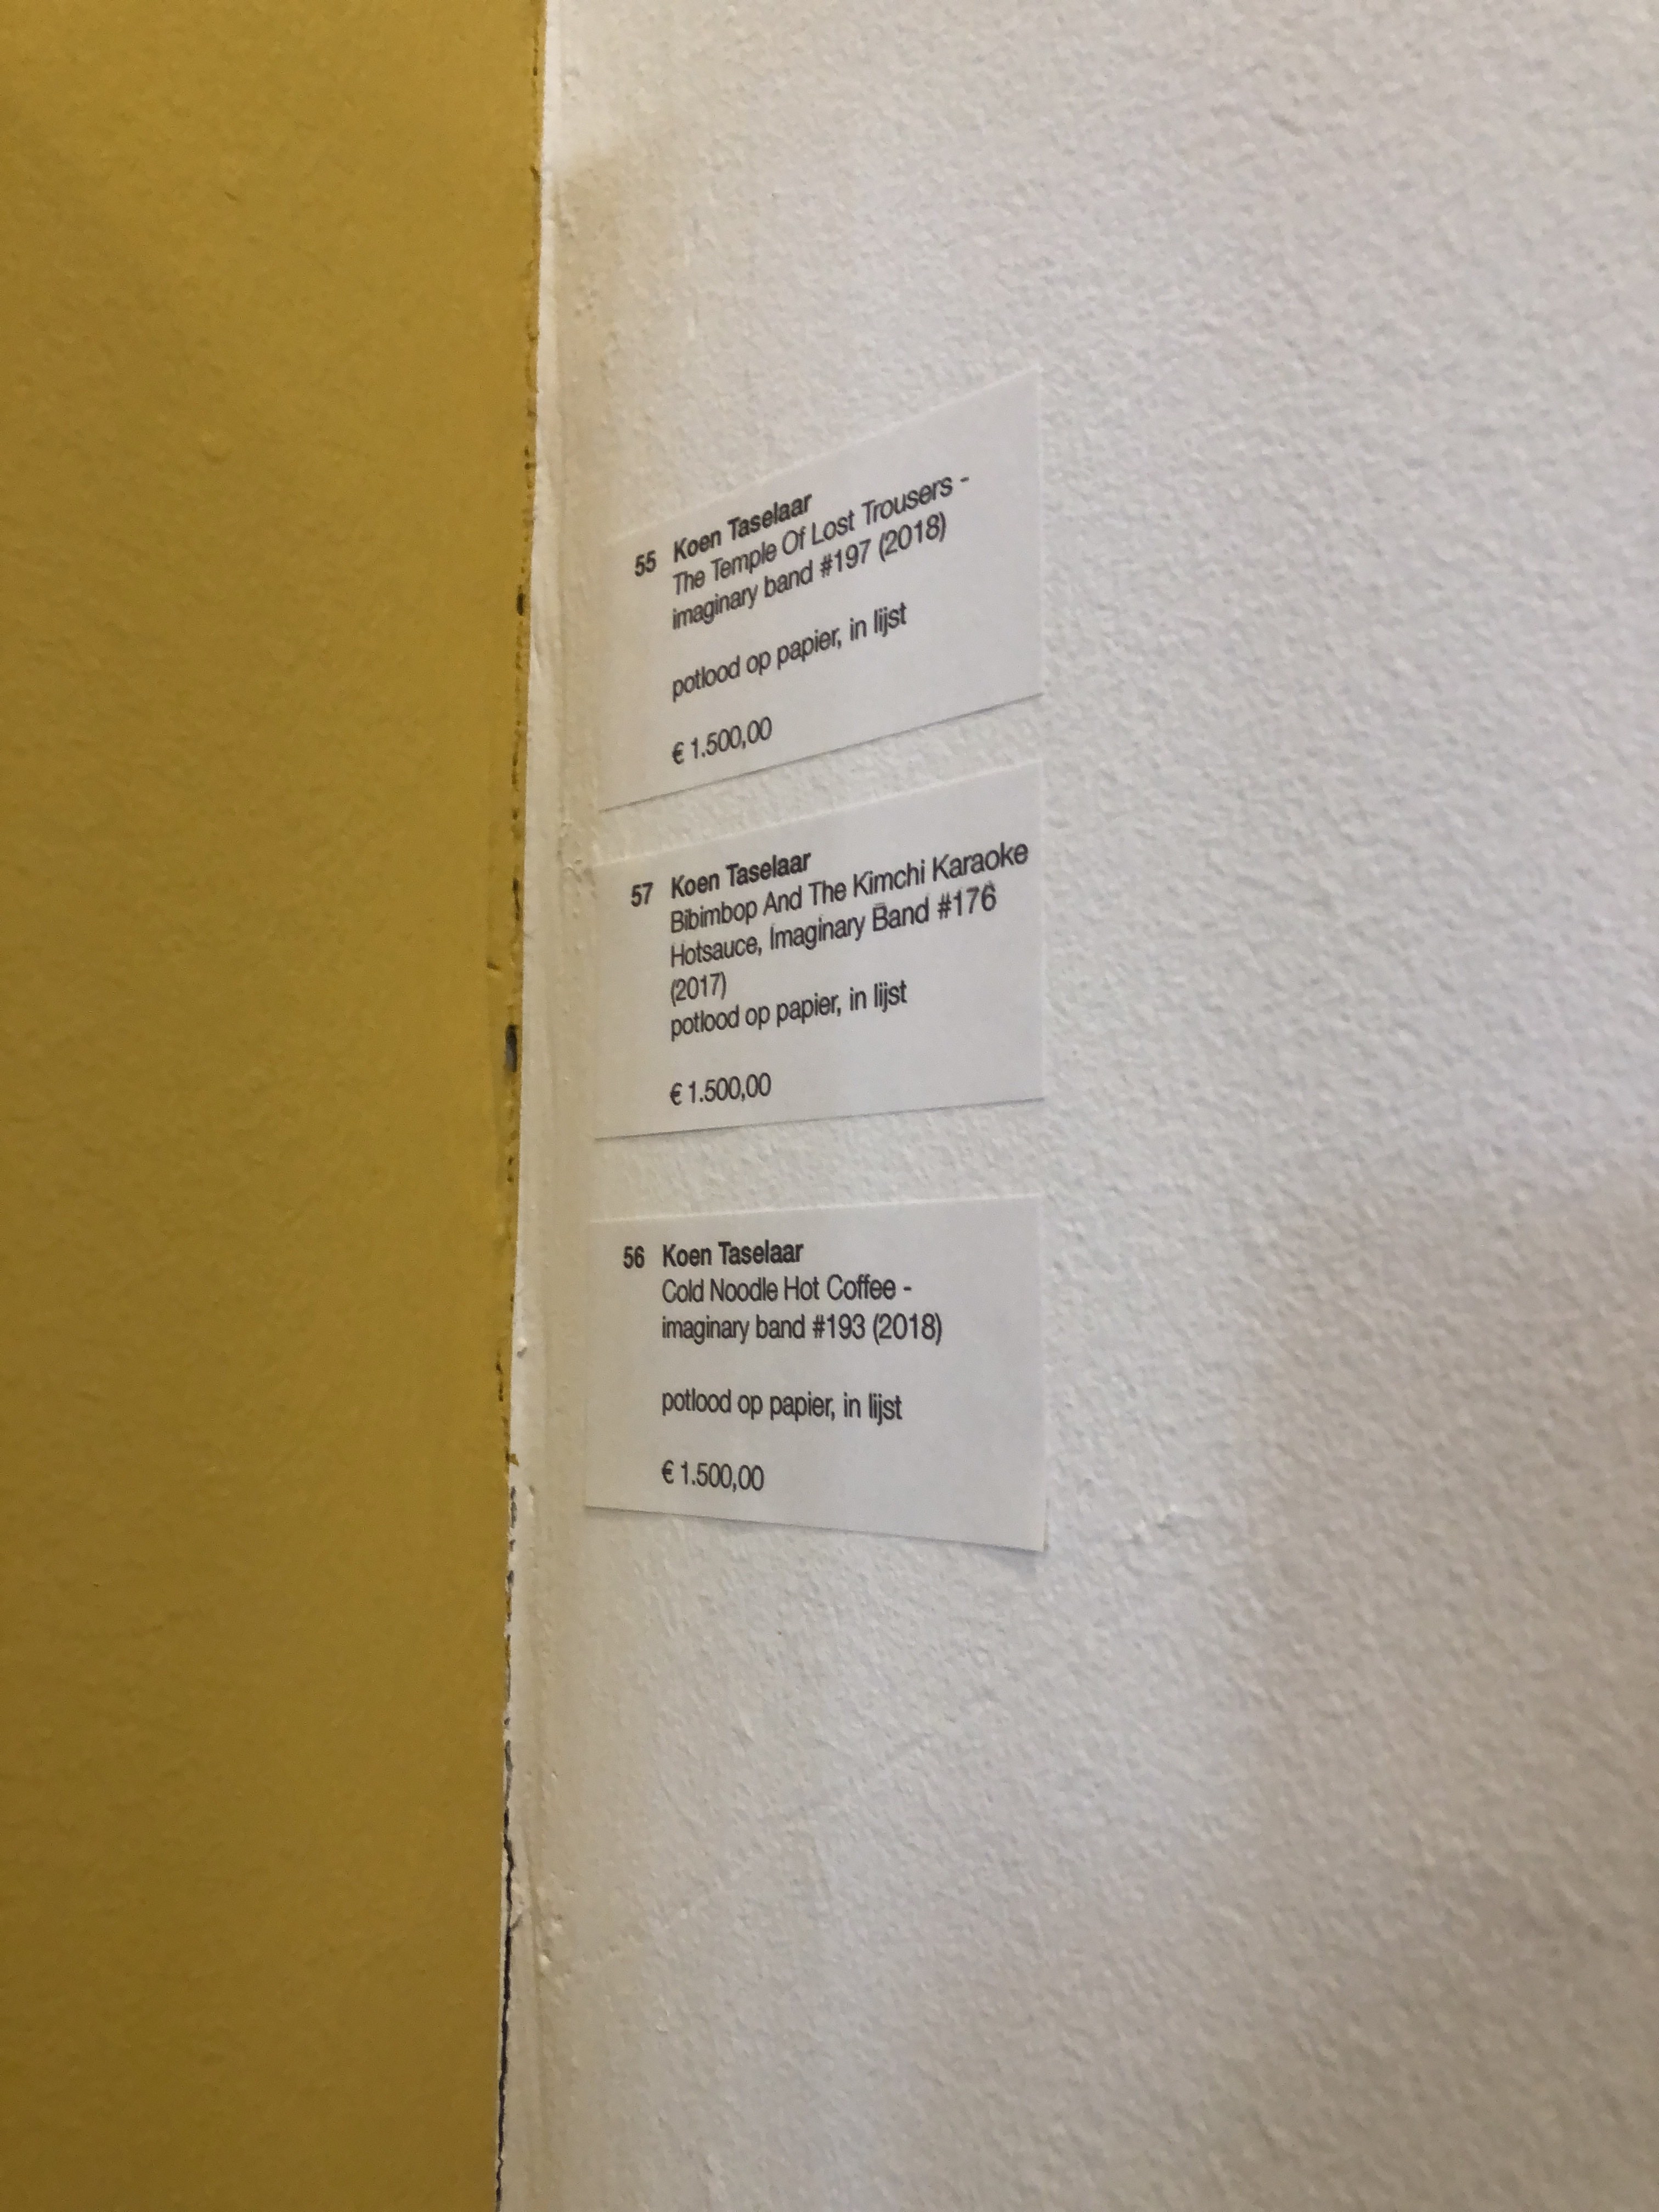 55 Koen Taselaar
The Temple Of Lost Trousers -
imaginary band #197 (2018)
potlood op papier, in lijst
€ 1.500,00
57 Koen Taselaar
Bibimbop And The Kimchi Karaoke
Hotsauce, Imaginary Band #176
(2017)
potlood op papier, in lijst
€ 1.500,00
56 Koen Taselaar
Cold Noodle Hot Coffee -
imaginary band #193 (2018)
potlood op papier, in lijst
€ 1.500,00